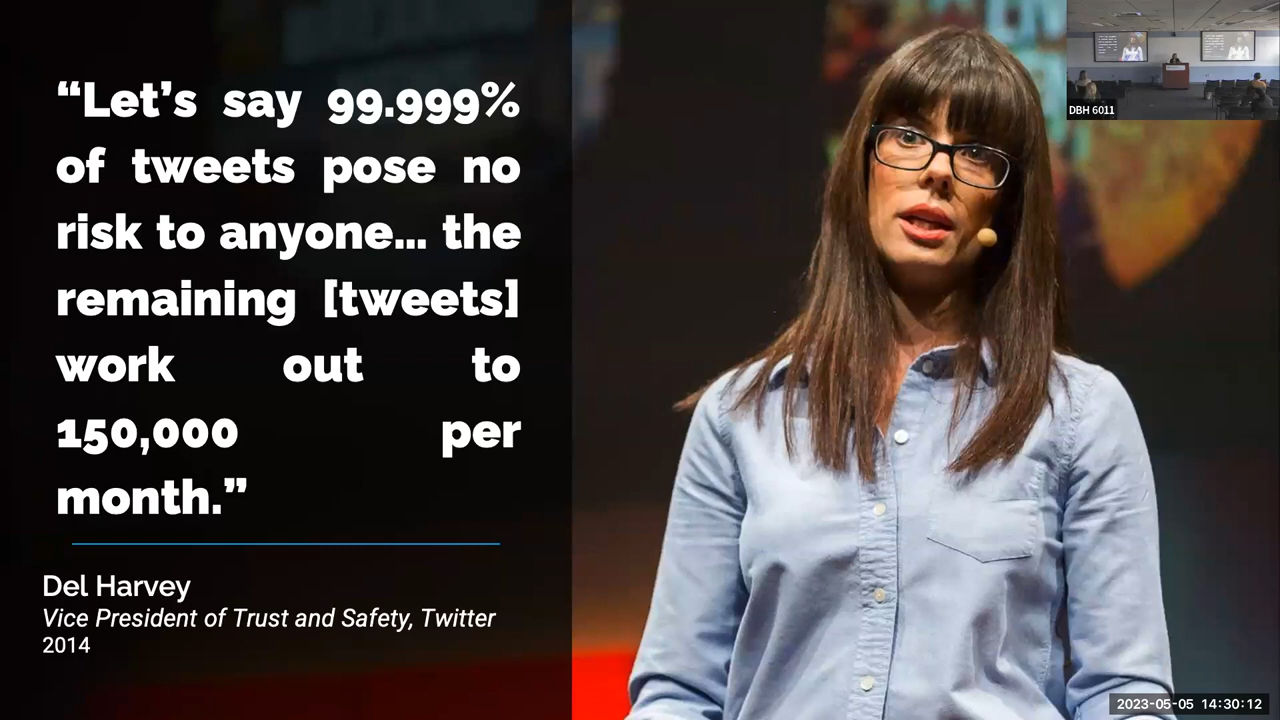 “Let’s say 99.999%
of tweets pose no
risk to anyone... the
remaining [tweets]
work out to
150,000 per
month.”
Del Harvey
Vice President of Trust and Safety, Twitter
2014
DBH 6011
2023-05-05 14:30:12